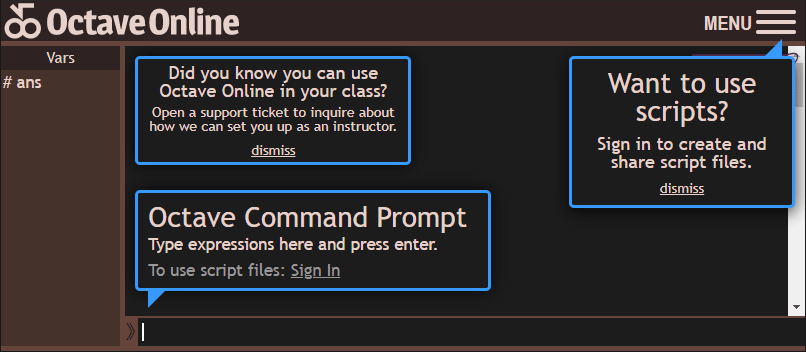 Octave Online
MENU
Vars
# ans
Did you know you can use
Octave Online in your class?
Open a support ticket to inquire about
how we can set you up as an instructor.
dismiss
Want to use
scripts?
Sign in to create and
share script files.
dismiss
Octave Command Prompt
Type expressions here and press enter.
To use script files: Sign In
》